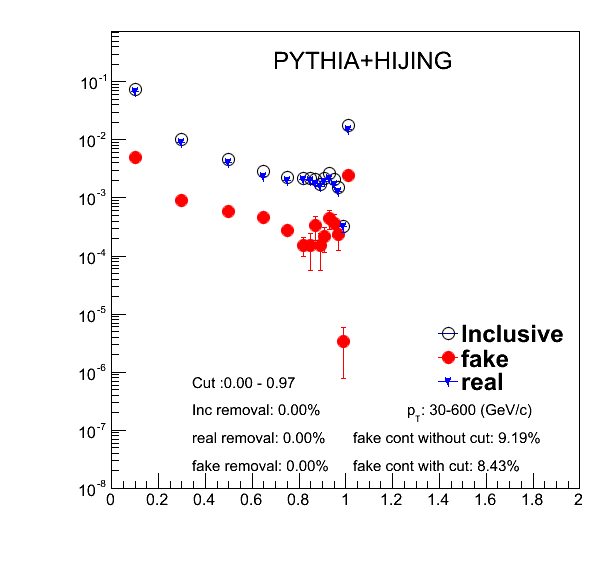 PYTHIA+HIJING
10^-1
10^-2
10^-3
10^-4
10^-5
10^-6
10^-7
10^-8
Inclusive
fake
real
Cut :0.00 - 0.97
Inc removal: 0.00% p_T: 30-600 (GeV/c)
real removal: 0.00% fake cont without cut: 9.19%
fake removal: 0.00% fake cont with cut: 8.43%
0 0.2 0.4 0.6 0.8 1 1.2 1.4 1.6 1.8 2